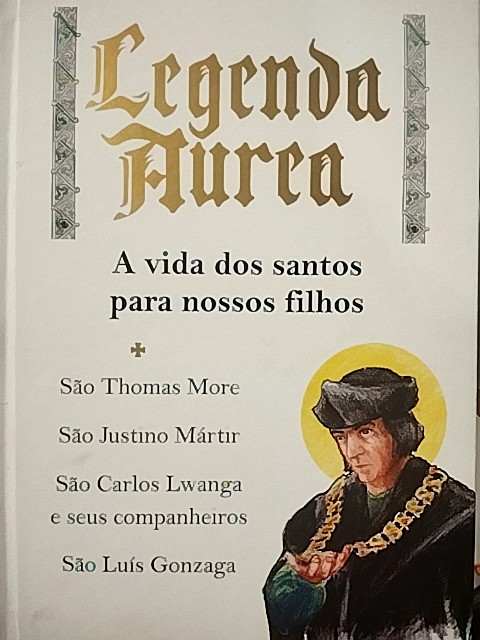 Legenda
Aurea
A vida dos santos
para nossos filhos
São Thomas More
São Justino Mártir
São Carlos Lwanga
e seus companheiros
São Luís Gonzaga